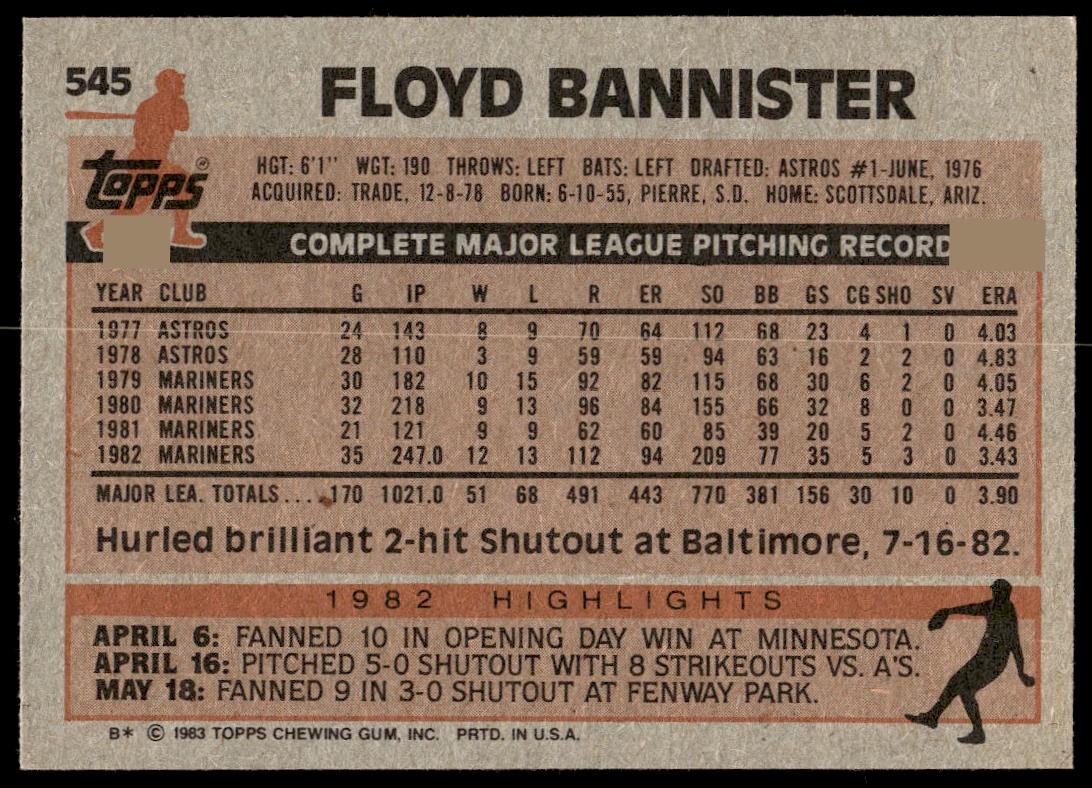 545
FLOYD BANNISTER
topps®
HGT: 6'1" WGT: 190 THROWS: LEFT BATS: LEFT DRAFTED: ASTROS #1-JUNE, 1976
ACQUIRED: TRADE, 12-8-78 BORN: 6-10-55, PIERRE, S.D. HOME: SCOTTSDALE, ARIZ.
COMPLETE MAJOR LEAGUE PITCHING RECORD
YEAR CLUB G IP W L R ER SO BB GS CG SHO SV ERA
1977 ASTROS 24 143 8 9 70 64 112 68 23 4 1 0 4.03
1978 ASTROS 28 110 3 9 59 59 94 63 16 2 2 0 4.83
1979 MARINERS 30 182 10 15 92 82 115 68 30 6 2 0 4.05
1980 MARINERS 32 218 9 13 96 84 155 66 32 8 0 0 3.47
1981 MARINERS 21 121 9 9 62 60 85 39 20 5 2 0 4.46
1982 MARINERS 35 247.0 12 13 112 94 209 77 35 5 3 0 3.43
MAJOR LEA. TOTALS.... 170 1021.0 51 68 491 443 770 381 156 30 10 0 3.90
Hurled brilliant 2-hit Shutout at Baltimore, 7-16-82.
1982 HIGHLIGHTS
APRIL 6: FANNED 10 IN OPENING DAY WIN AT MINNESOTA.
APRIL 16: PITCHED 5-0 SHUTOUT WITH 8 STRIKEOUTS VS. A'S.
MAY 18: FANNED 9 IN 3-0 SHUTOUT AT FENWAY PARK.
B* © 1983 TOPPS CHEWING GUM, INC. PRTD. IN U.S.A.